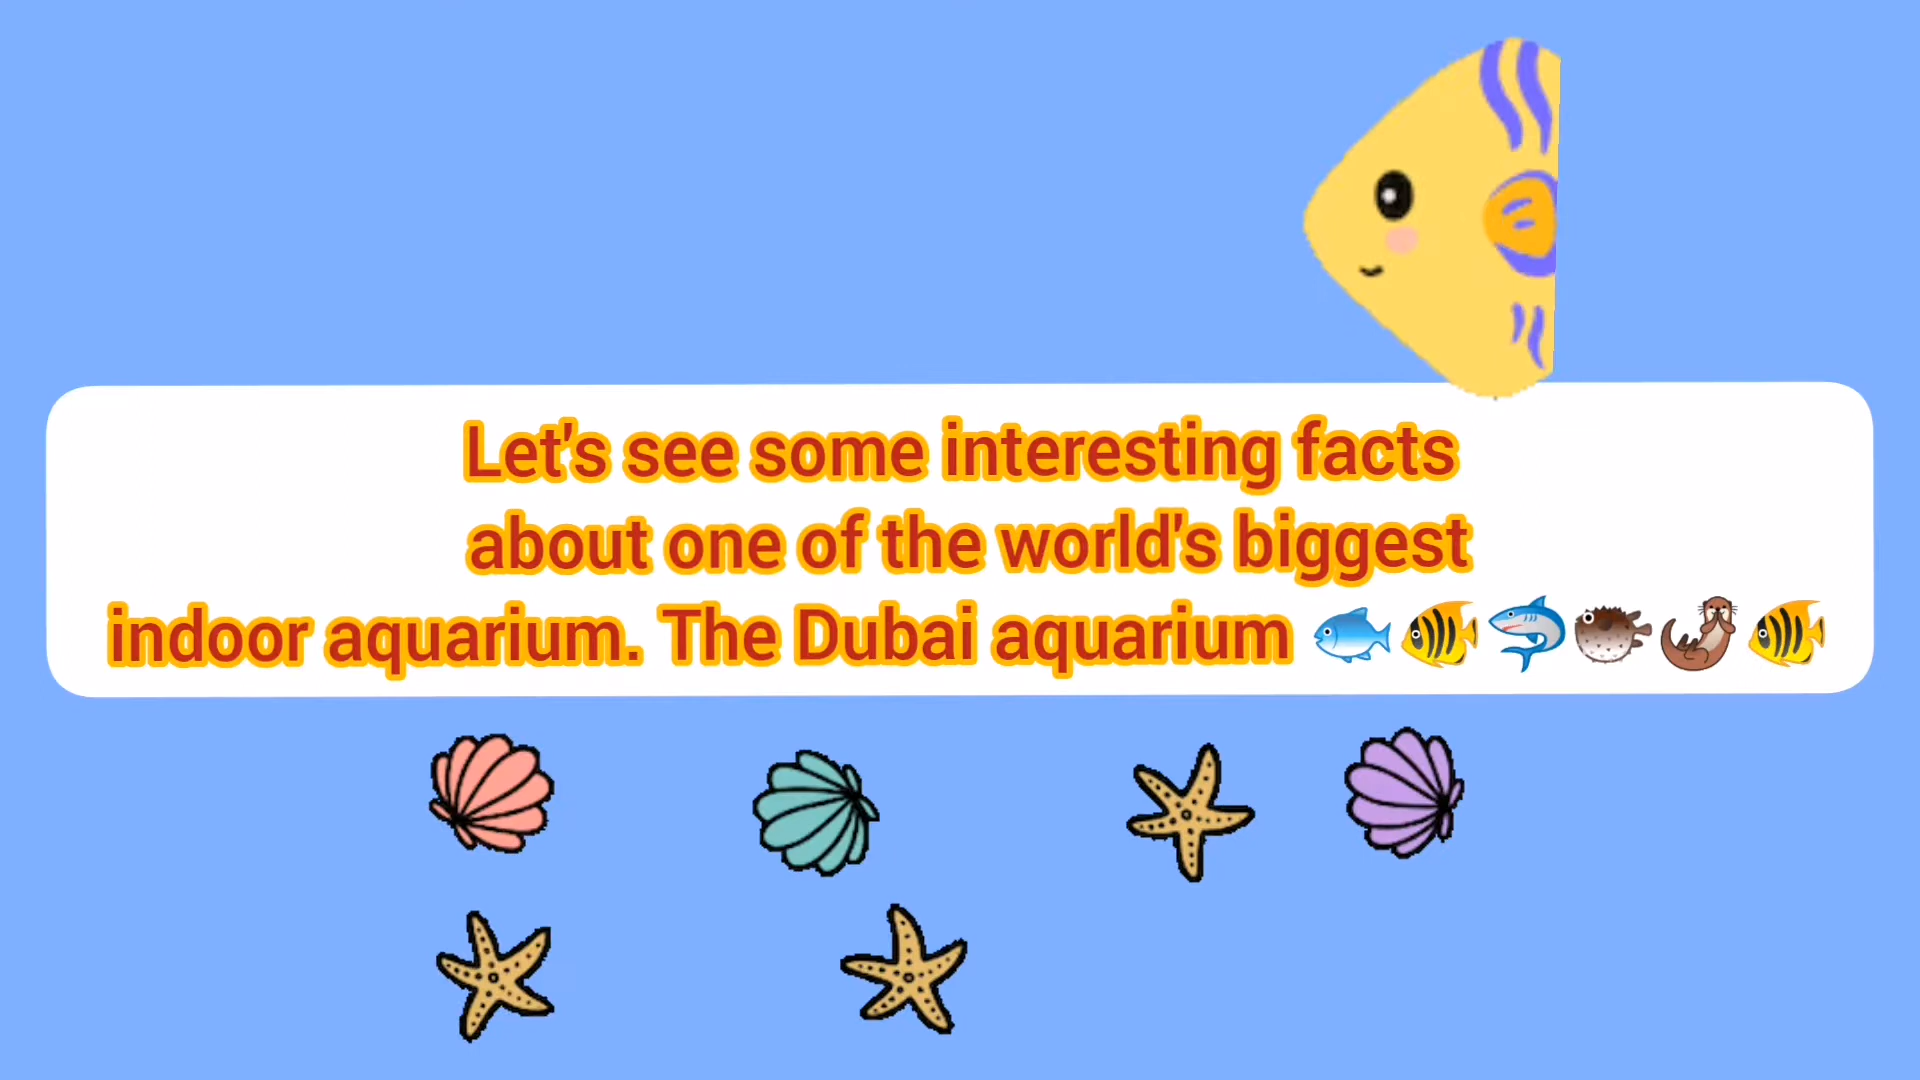 Let's see some interesting facts
about one of the world's biggest
indoor aquarium. The Dubai aquarium 🐟🐠🦈🐡🦦🐠